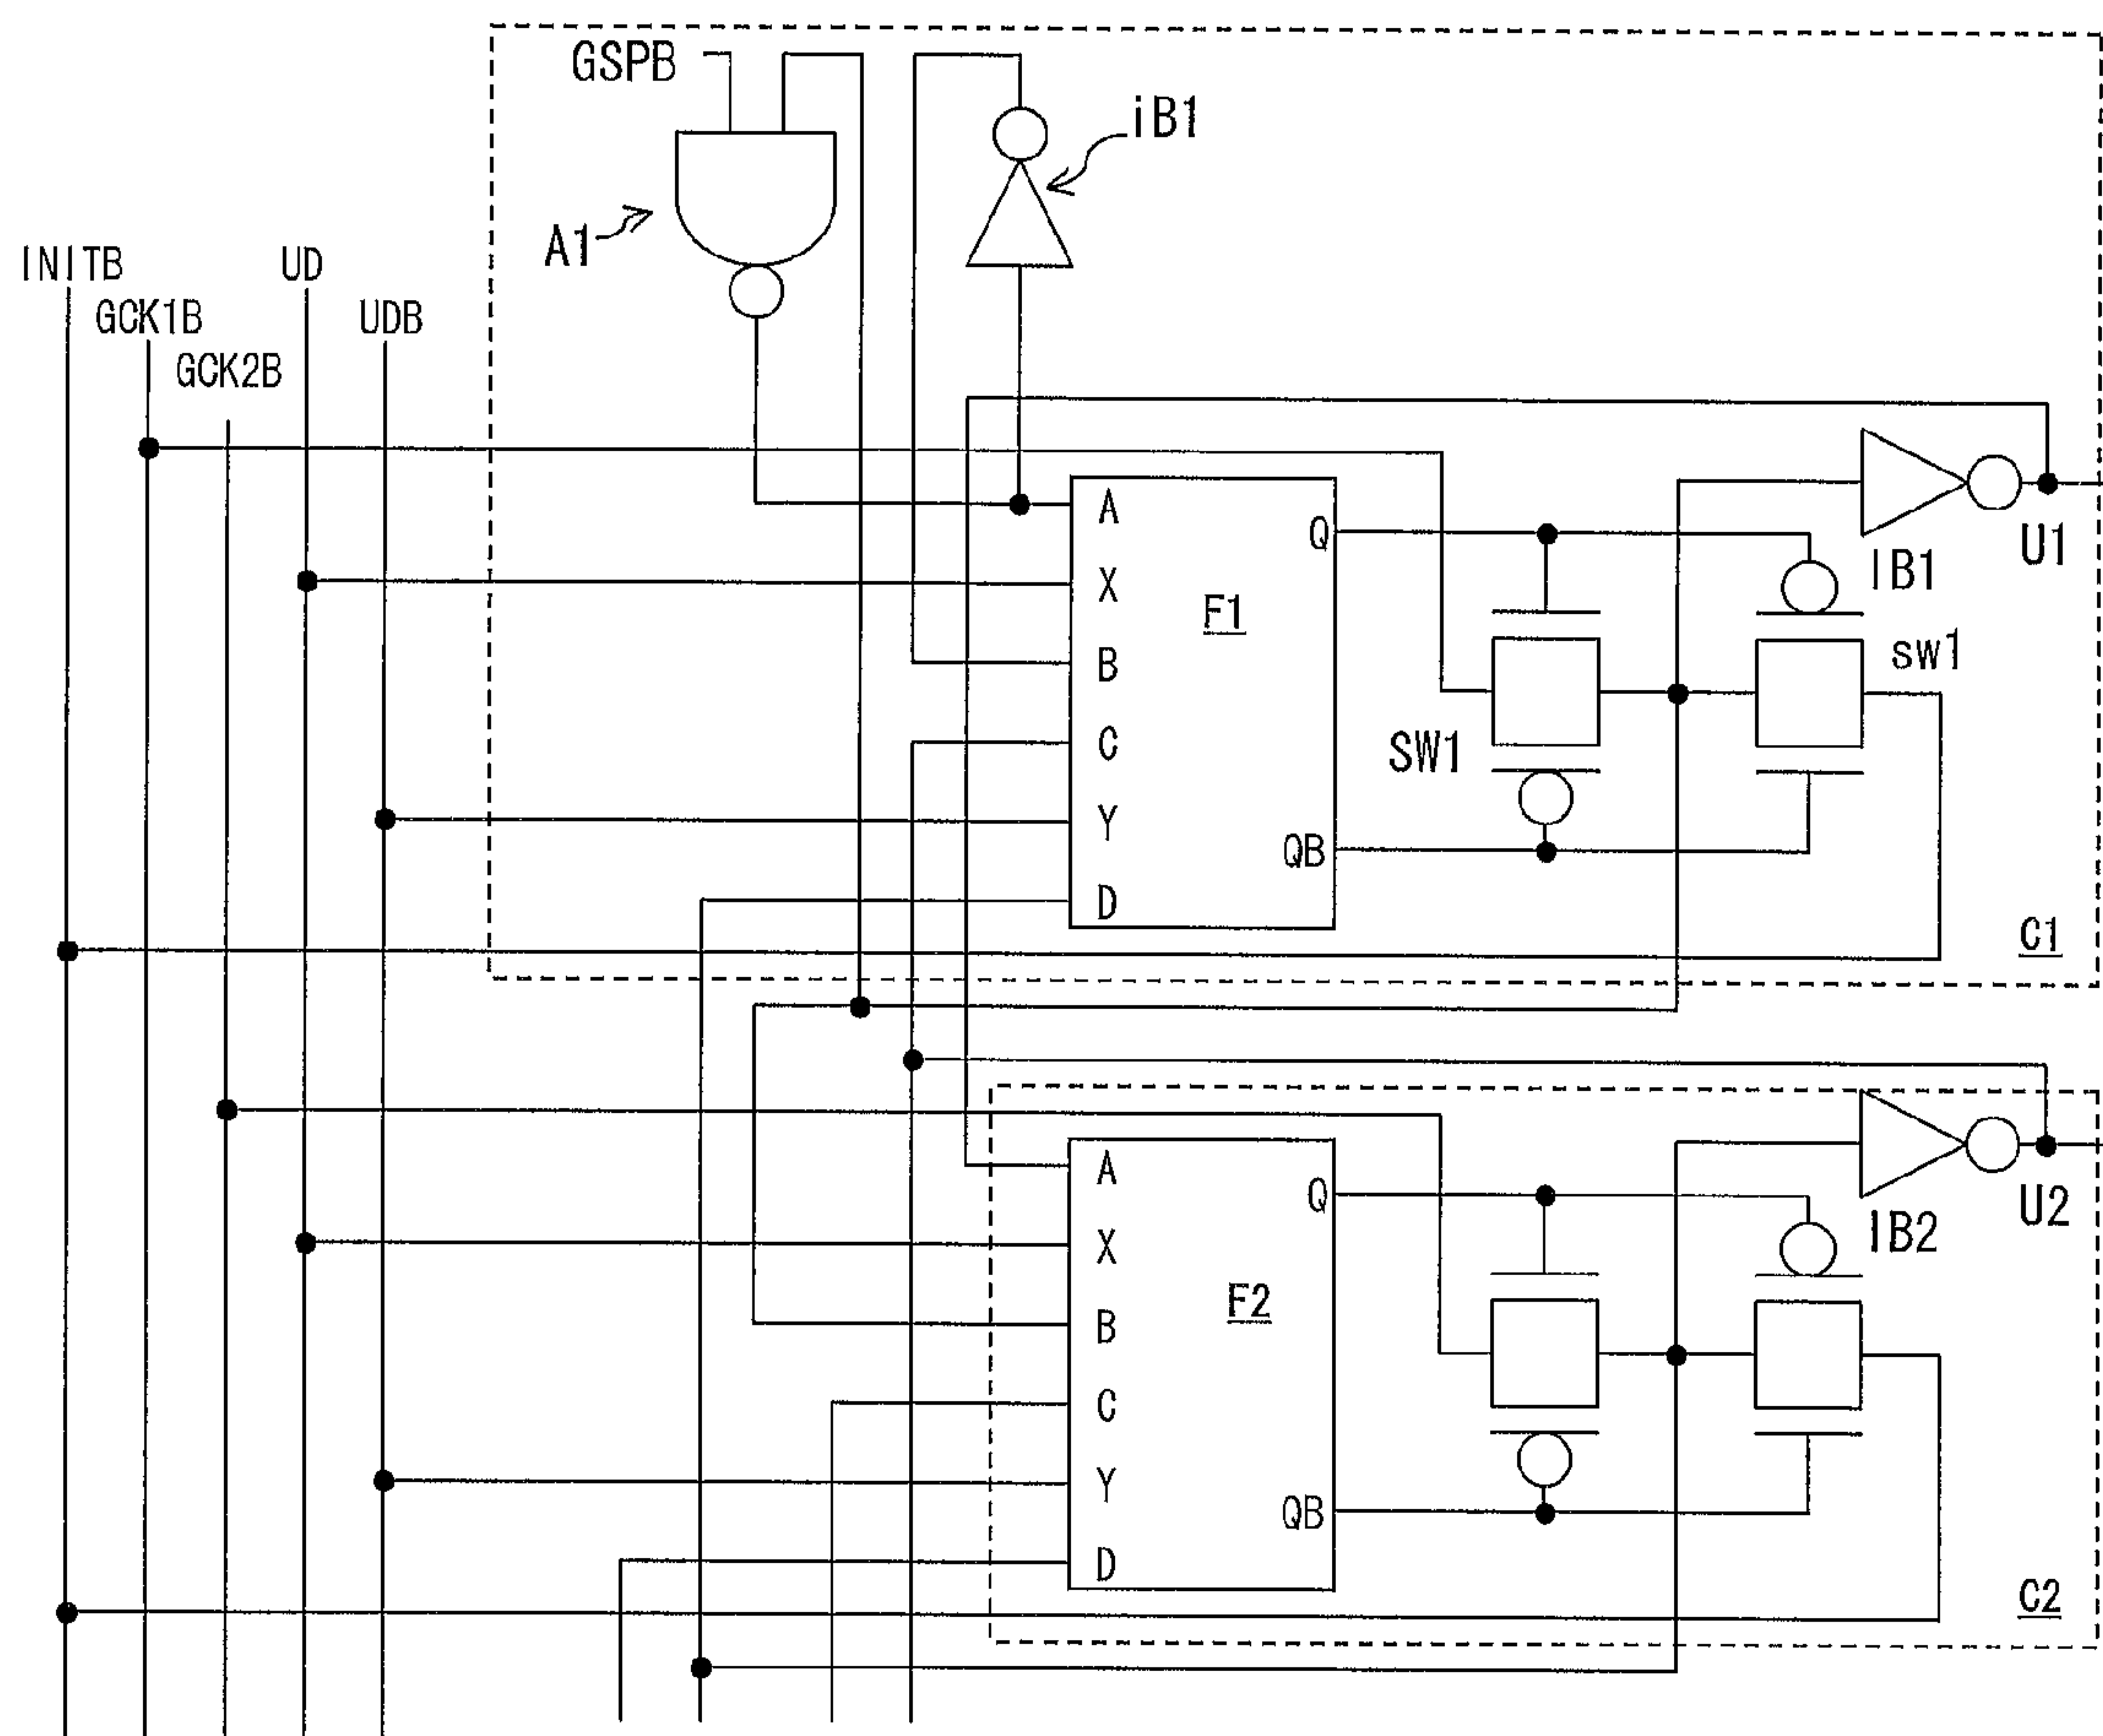 GSPB
iB1
A1
INITB
UD
GCK1B
UDB
GCK2B
A
Q
U1
IB1
X
F1
sw1
B
C
SW1
Y
QB
D
C1
A
Q
U2
IB2
X
F2
B
C
Y
QB
D
C2